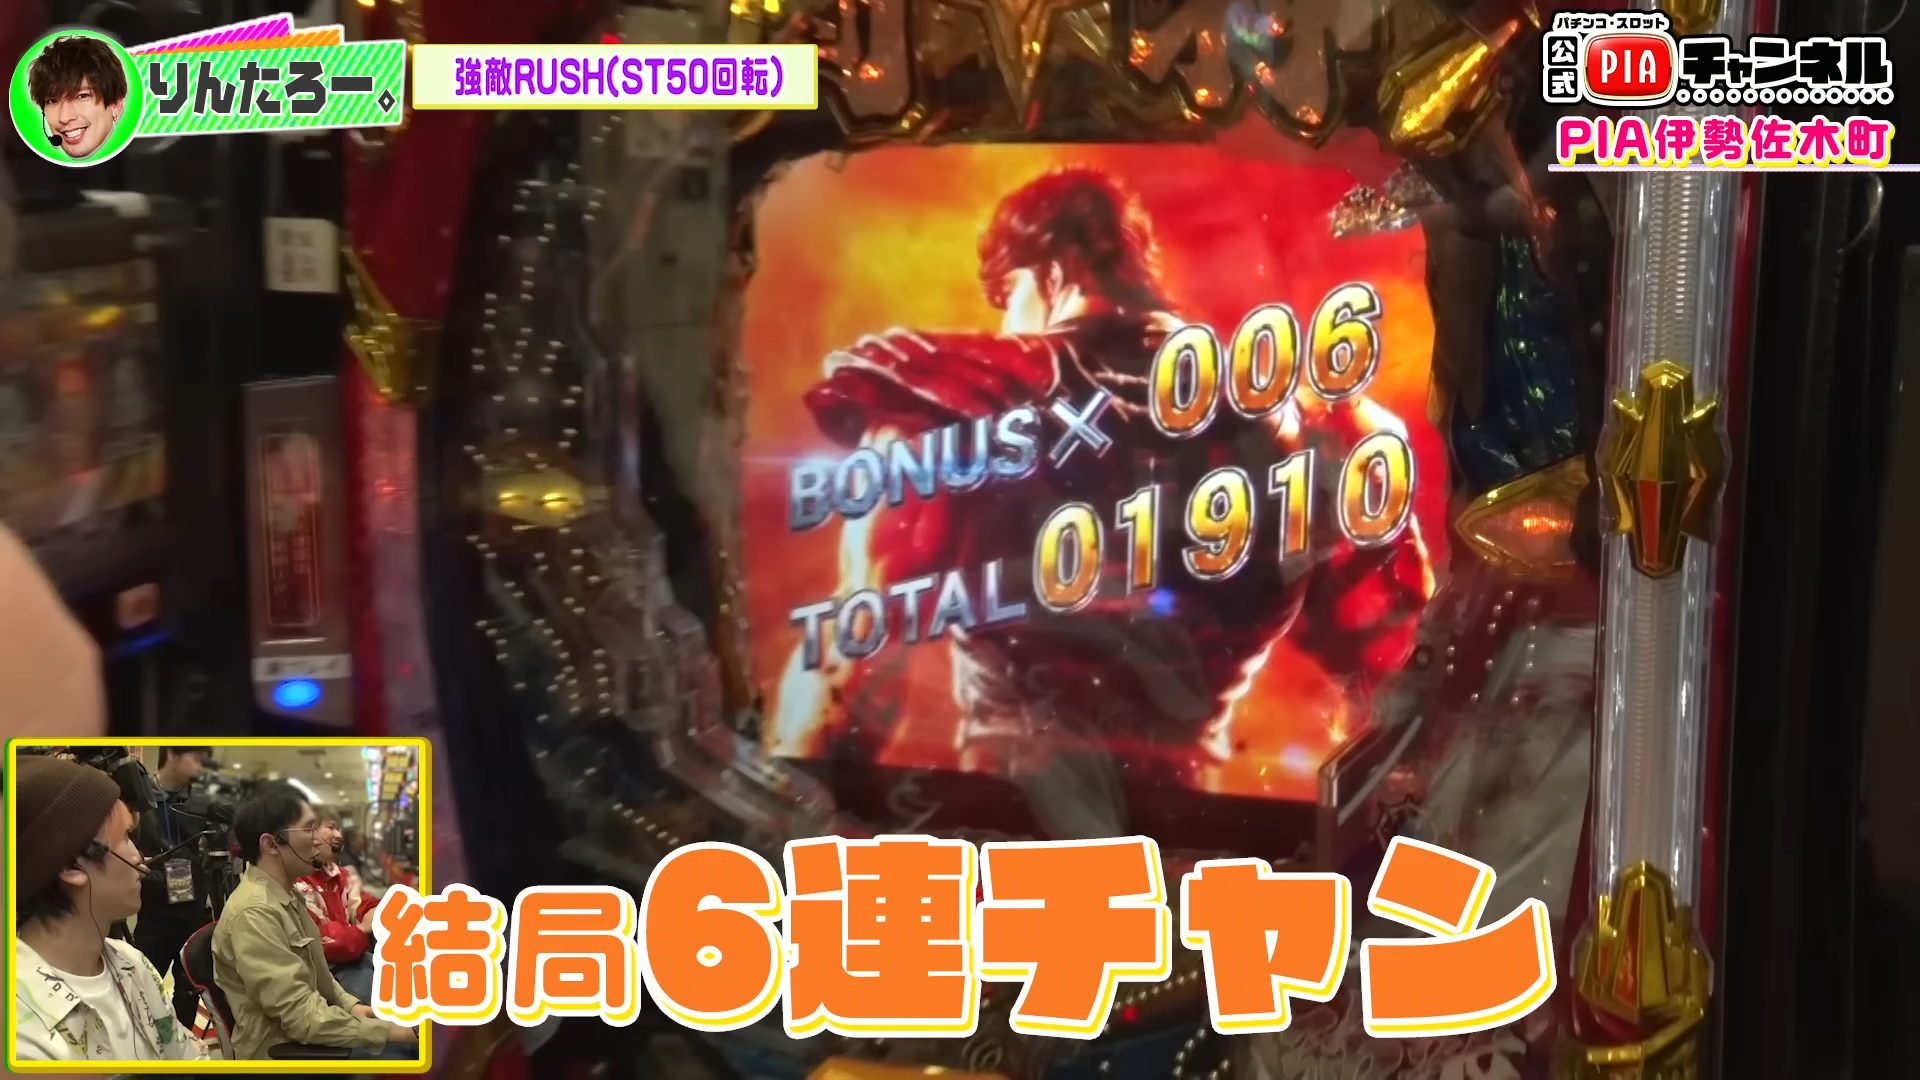 りんたろー。
強敵RUSH(ST50回転)
パチンコ・スロット
公式
PIA
チャンネル
PIA伊勢佐木町
BONUS× 006
TOTAL 01910
結局6連チャン